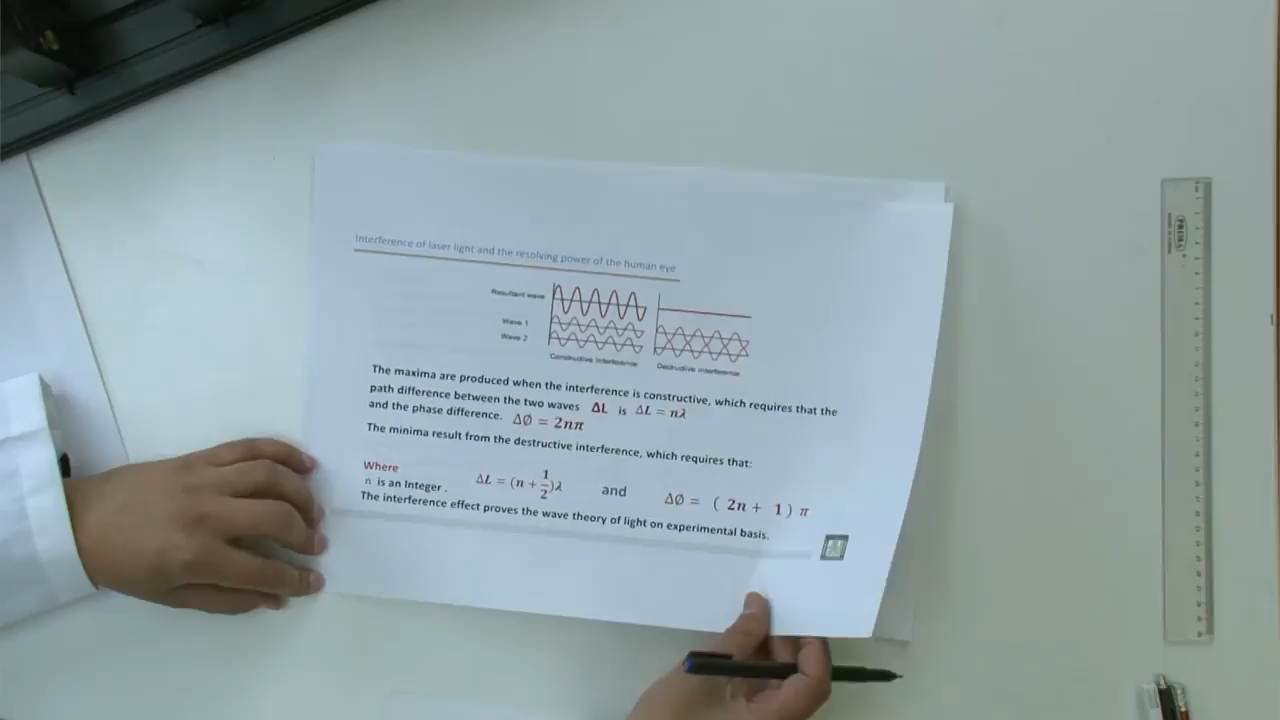 Interference of laser light and the resolving power of the human eye
Resultant wave
Wave 1
Wave 2
Constructive interference
Destructive interference
The maxima are produced when the interference is constructive, which requires that the
path difference between the two waves ΔL is ΔL = nλ
and the phase difference. ΔØ = 2nπ
The minima result from the destructive interference, which requires that:
Where
n is an Integer .
ΔL = (n + 1/2)λ and ΔØ = ( 2n + 1 ) π
The interference effect proves the wave theory of light on experimental basis.
PRIMA